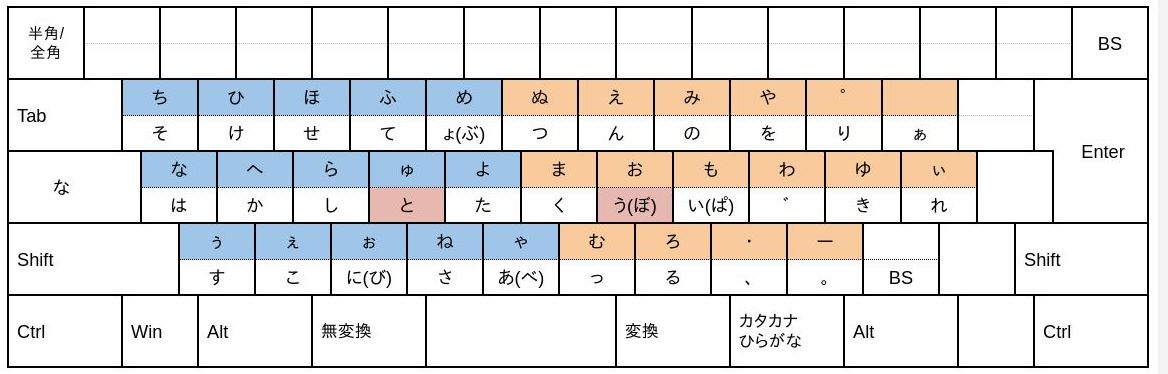 半角/
全角
BS
Tab
ち ひ ほ ふ め ぬ え み や ゜
そ け せ て ょ(ぶ) つ ん の を り ぁ
Enter
な
な へ ら ゅ よ ま お も わ ゆ ぃ
は か し と た く う(ぼ) い(ぱ) ゛ き れ
Shift
ぅ ぇ ぉ ね ゃ む ろ ・ ー
す こ に(び) さ あ(べ) っ る 、 。 BS
Shift
Ctrl
Win
Alt
無変換
変換
カタカナ
ひらがな
Alt
Ctrl